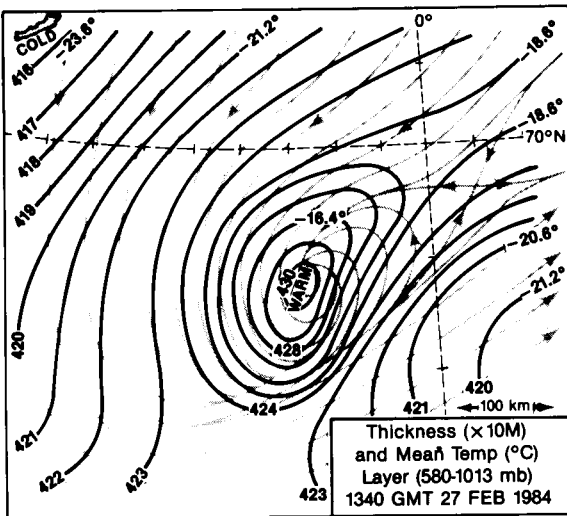 COLD
-23.6°
-21.2°
0°
-18.6°
416
417
418
419
-18.6°
70°N
-16.4°
-20.6°
430
WARM
-21.2°
420
428
420
424
421
421
100 km
422
423
423
Thickness (×10M)
and Mean Temp (°C)
Layer (580-1013 mb)
1340 GMT 27 FEB 1984